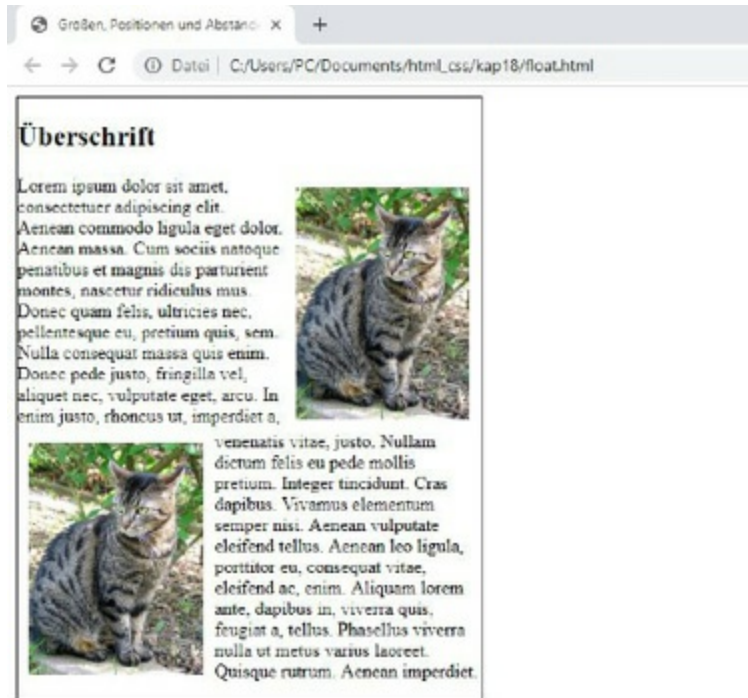 Größen, Positionen und Abstän
Datei | C:/Users/PC/Documents/html_css/kap18/float.html
Überschrift
Lorem ipsum dolor sit amet,
consectetuer adipiscing elit.
Aenean commodo ligula eget dolor.
Aenean massa. Cum sociis natoque
penatibus et magnis dis parturient
montes, nascetur ridiculus mus.
Donec quam felis, ultricies nec,
pellentesque eu, pretium quis, sem.
Nulla consequat massa quis enim.
Donec pede justo, fringilla vel,
aliquet nec, vulputate eget, arcu. In
enim justo, rhoncus ut, imperdiet a,
venenatis vitae, justo. Nullam
dictum felis eu pede mollis
pretium. Integer tincidunt. Cras
dapibus. Vivamus elementum
semper nisi. Aenean vulputate
eleifend tellus. Aenean leo ligula,
porttitor eu, consequat vitae,
eleifend ac, enim. Aliquam lorem
ante, dapibus in, viverra quis,
feugiat a, tellus. Phasellus viverra
nulla ut metus varius laoreet.
Quisque rutrum. Aenean imperdiet.